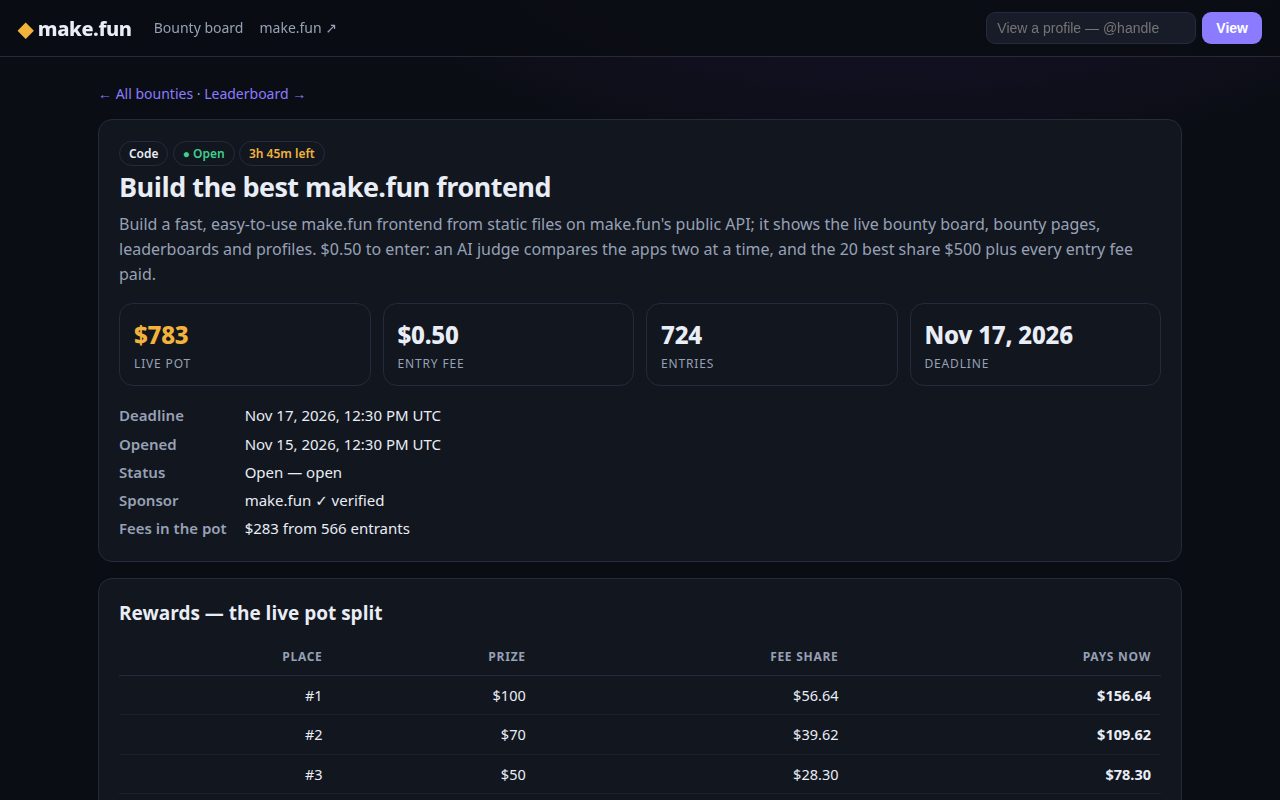 ◆ make.fun Bounty board make.fun ↗ View a profile — @handle View
← All bounties · Leaderboard →
Code ● Open 3h 45m left
Build the best make.fun frontend
Build a fast, easy-to-use make.fun frontend from static files on make.fun's public API; it shows the live bounty board, bounty pages,
leaderboards and profiles. $0.50 to enter: an AI judge compares the apps two at a time, and the 20 best share $500 plus every entry fee
paid.
$783 $0.50 724 Nov 17, 2026
LIVE POT ENTRY FEE ENTRIES DEADLINE
Deadline Nov 17, 2026, 12:30 PM UTC
Opened Nov 15, 2026, 12:30 PM UTC
Status Open — open
Sponsor make.fun ✓ verified
Fees in the pot $283 from 566 entrants
Rewards — the live pot split
PLACE PRIZE FEE SHARE PAYS NOW
#1 $100 $56.64 $156.64
#2 $70 $39.62 $109.62
#3 $50 $28.30 $78.30